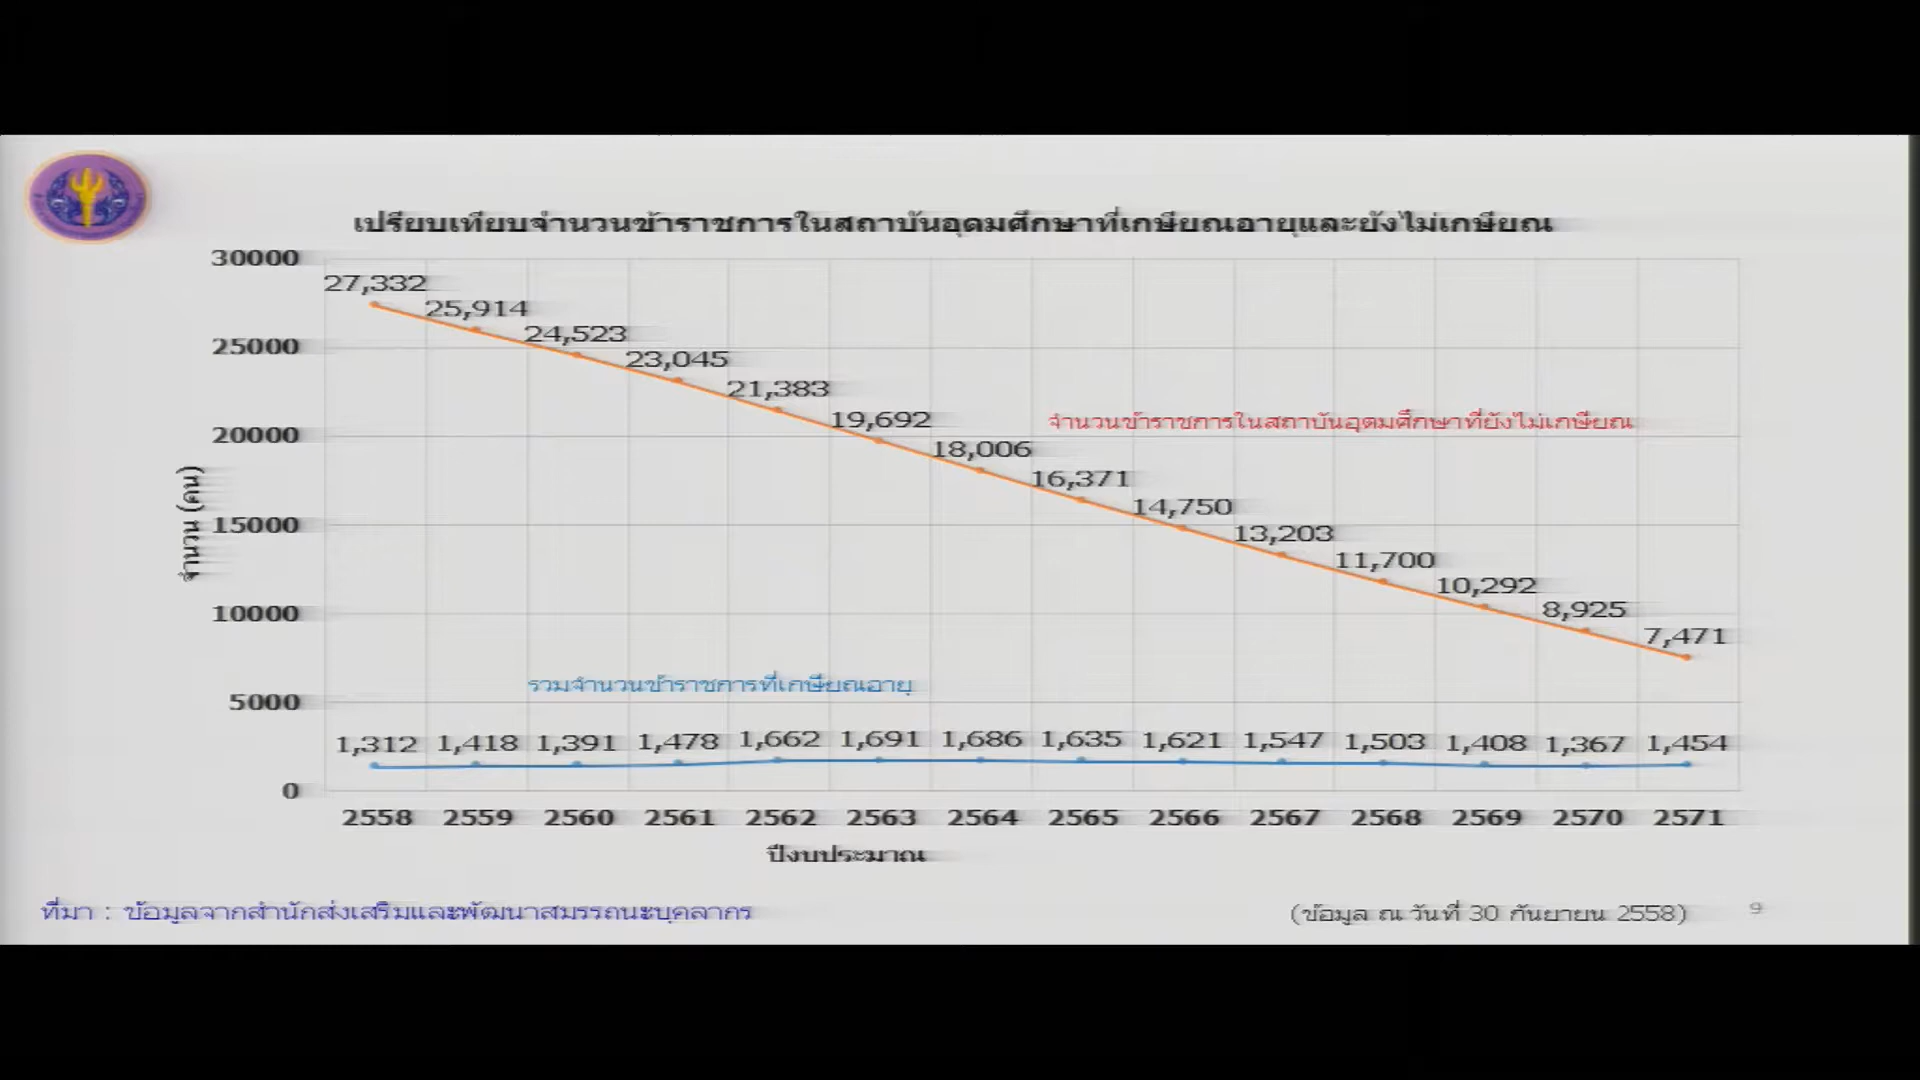 เปรียบเทียบจำนวนข้าราชการในสถาบันอุดมศึกษาที่เกษียณอายุและยังไม่เกษียณ
30000
27,332
25,914
24,523
25000
23,045
21,383
19,692
จำนวนข้าราชการในสถาบันอุดมศึกษาที่ยังไม่เกษียณ
20000
18,006
16,371
จำนวน (คน)
14,750
15000
13,203
11,700
10,292
10000
8,925
7,471
รวมจำนวนข้าราชการที่เกษียณอายุ
5000
1,312 1,418 1,391 1,478 1,662 1,691 1,686 1,635 1,621 1,547 1,503 1,408 1,367 1,454
0
2558 2559 2560 2561 2562 2563 2564 2565 2566 2567 2568 2569 2570 2571
ปีงบประมาณ
ที่มา : ข้อมูลจากสำนักส่งเสริมและพัฒนาสมรรถนะบุคลากร
(ข้อมูล ณ วันที่ 30 กันยายน 2558)
9